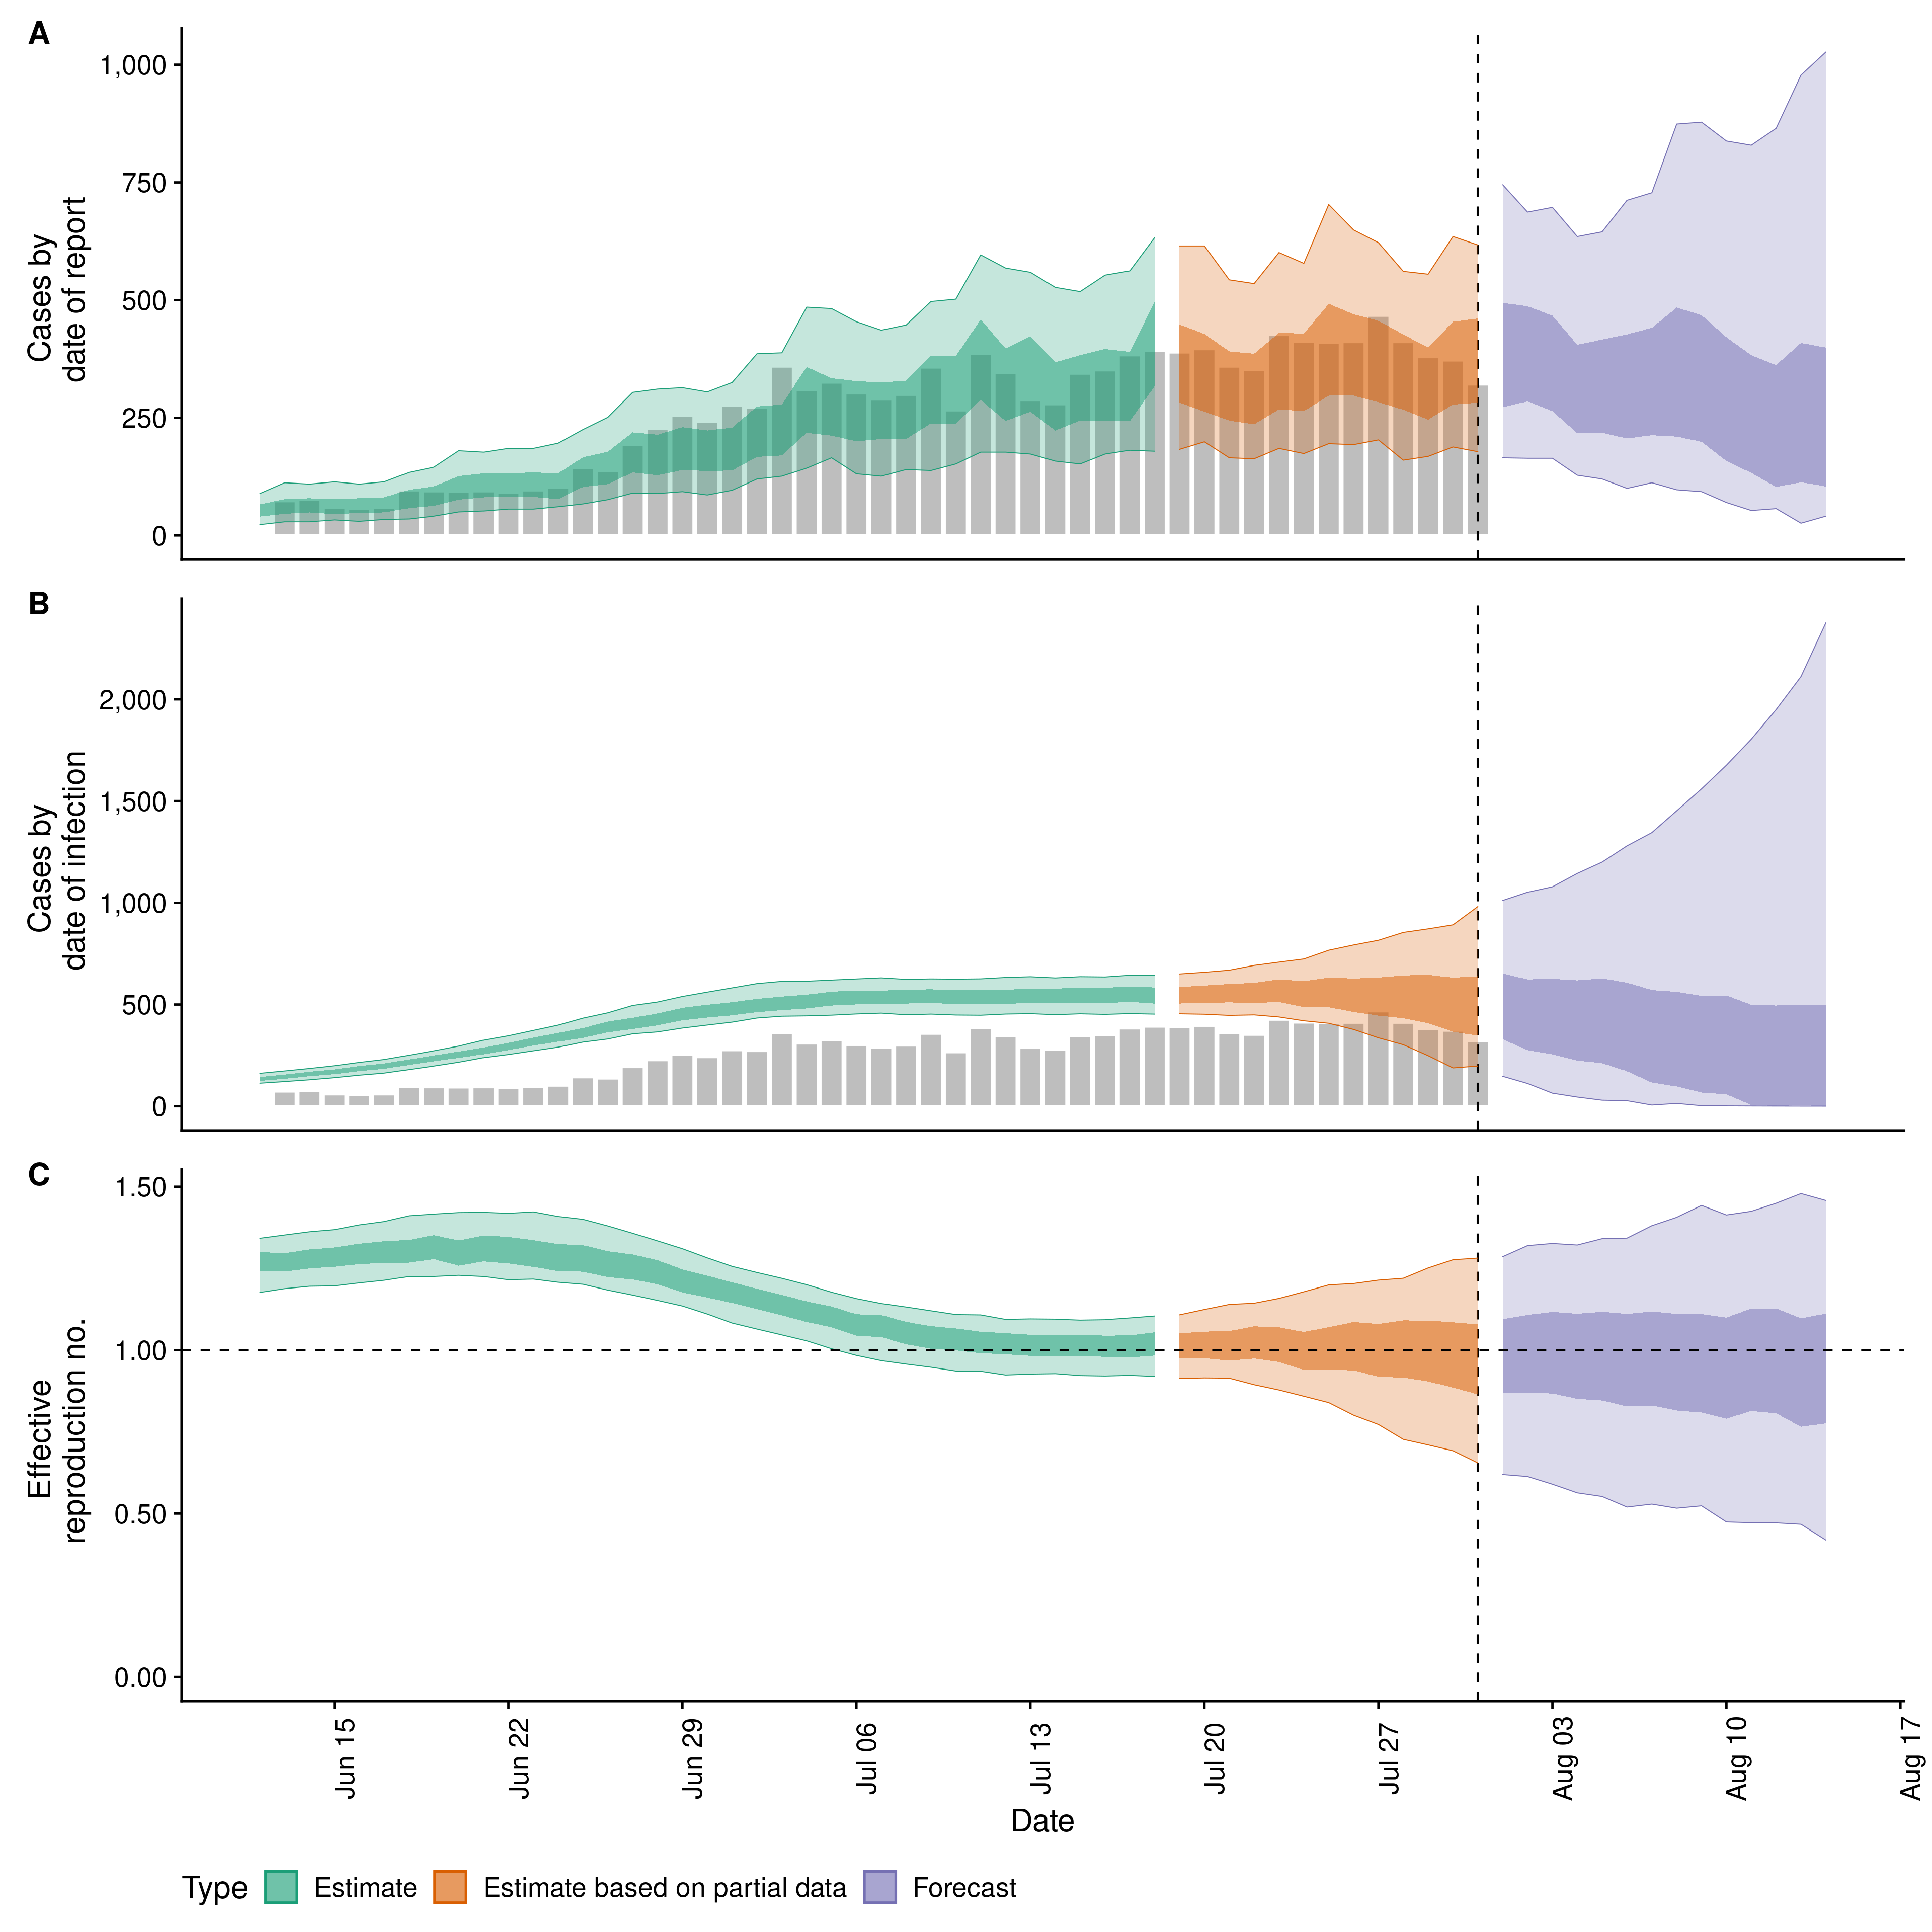 A
1,000
750
500
250
0
Cases by
date of report
B
2,000
1,500
1,000
500
0
Cases by
date of infection
C
1.50
1.00
0.50
0.00
Effective
reproduction no.
Jun 15
Jun 22
Jun 29
Jul 06
Jul 13
Jul 20
Jul 27
Aug 03
Aug 10
Aug 17
Date
Type Estimate Estimate based on partial data Forecast